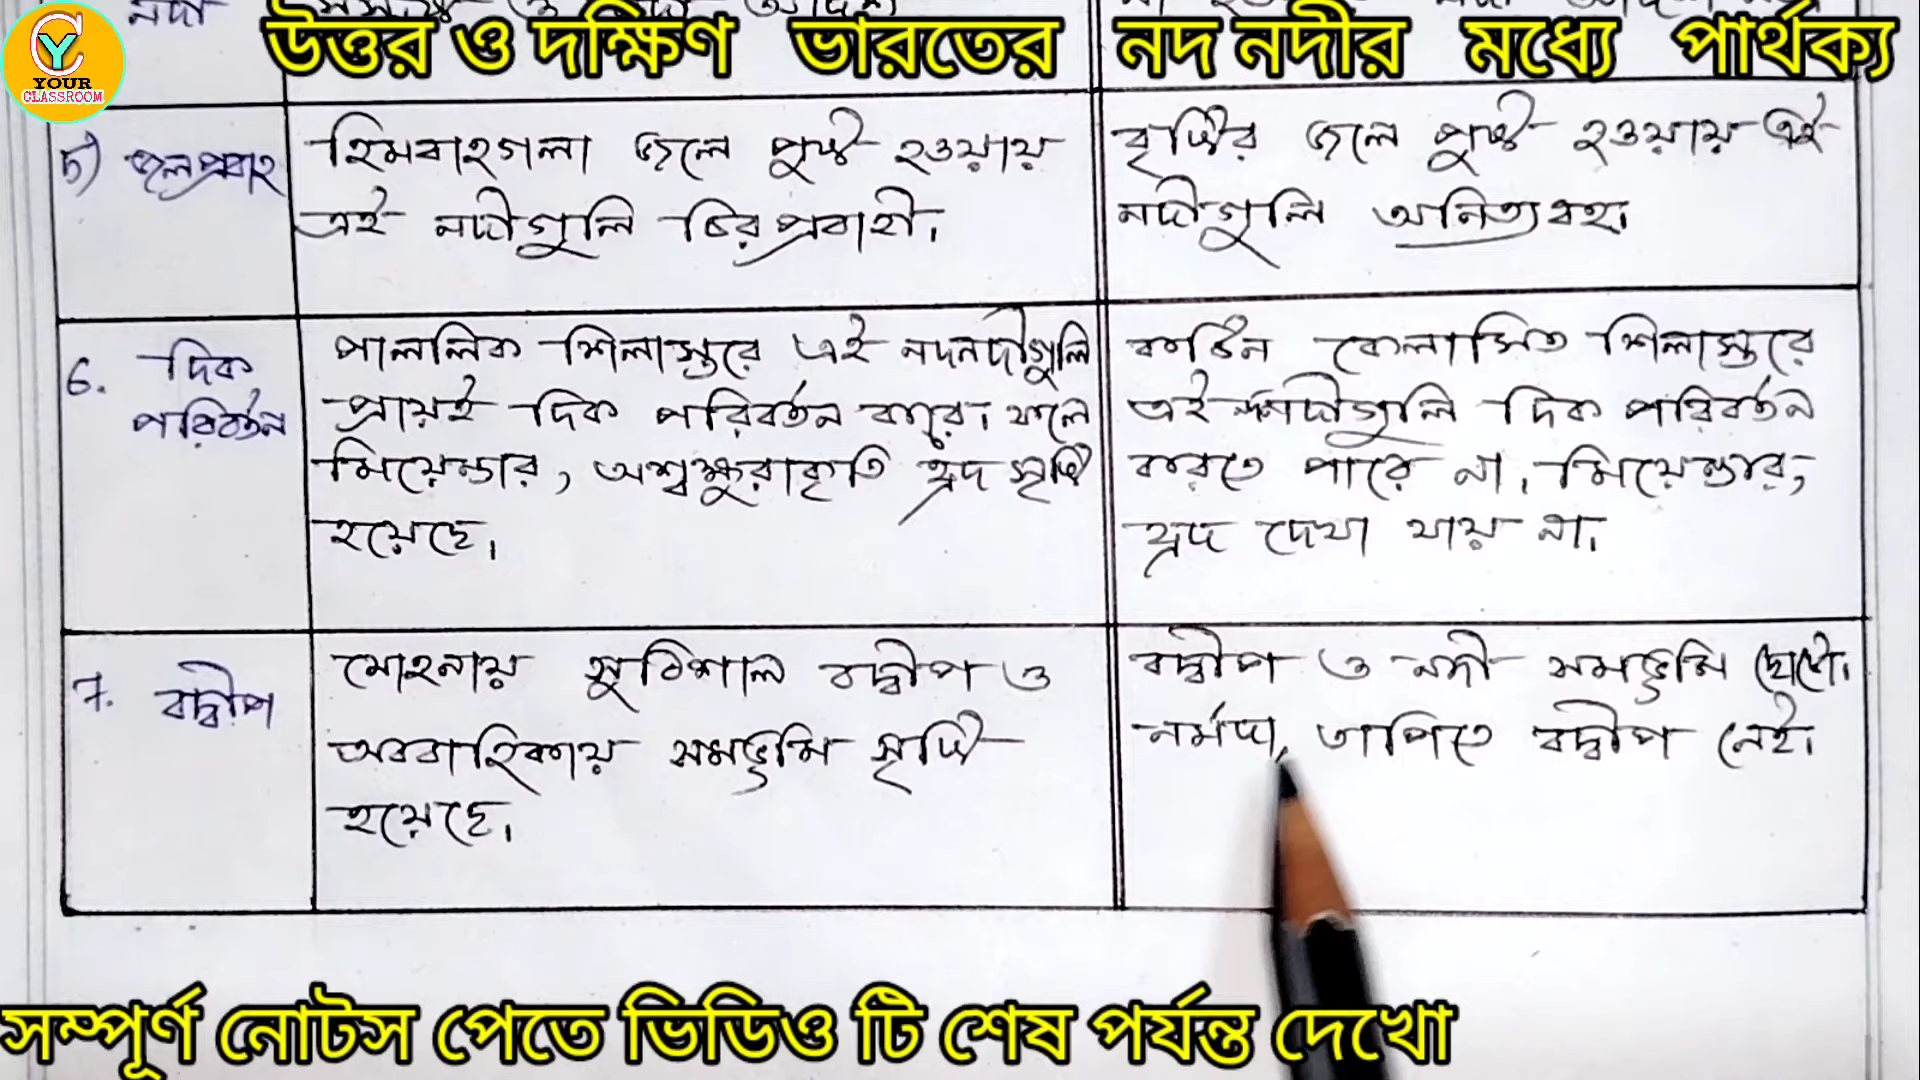 নদী
উত্তর ও দক্ষিণ ভারতের নদ নদীর মধ্যে পার্থক্য
YOUR
CLASSROOM
5) জলপ্রবাহ
হিমবাহগলা জলে পুষ্ট হওয়ায়
এই নদীগুলি চিরপ্রবাহী।
বৃষ্টির জলে পুষ্ট হওয়ায় এই
নদীগুলি অনিত্যবহ।
6. দিক
পরিবর্তন
পাললিক শিলাস্তরে এই নদনদীগুলি
প্রায়ই দিক পরিবর্তন করে। ফলে
মিয়েন্ডার, অশ্বক্ষুরাকৃতি হ্রদ সৃষ্টি
হয়েছে।
কঠিন কেলাসিত শিলাস্তরে
এই নদনদীগুলি দিক পরিবর্তন
করতে পারে না। মিয়েন্ডার,
হ্রদ দেখা যায় না।
7. বদ্বীপ
মোহনায় সুবিশাল বদ্বীপ ও
অববাহিকায় সমভূমি সৃষ্টি
হয়েছে।
বদ্বীপ ও নদী সমভূমি ছোটো।
নর্মদা, তাপিতে বদ্বীপ নেই।
সম্পূর্ণ নোটস পেতে ভিডিও টি শেষ পর্যন্ত দেখো